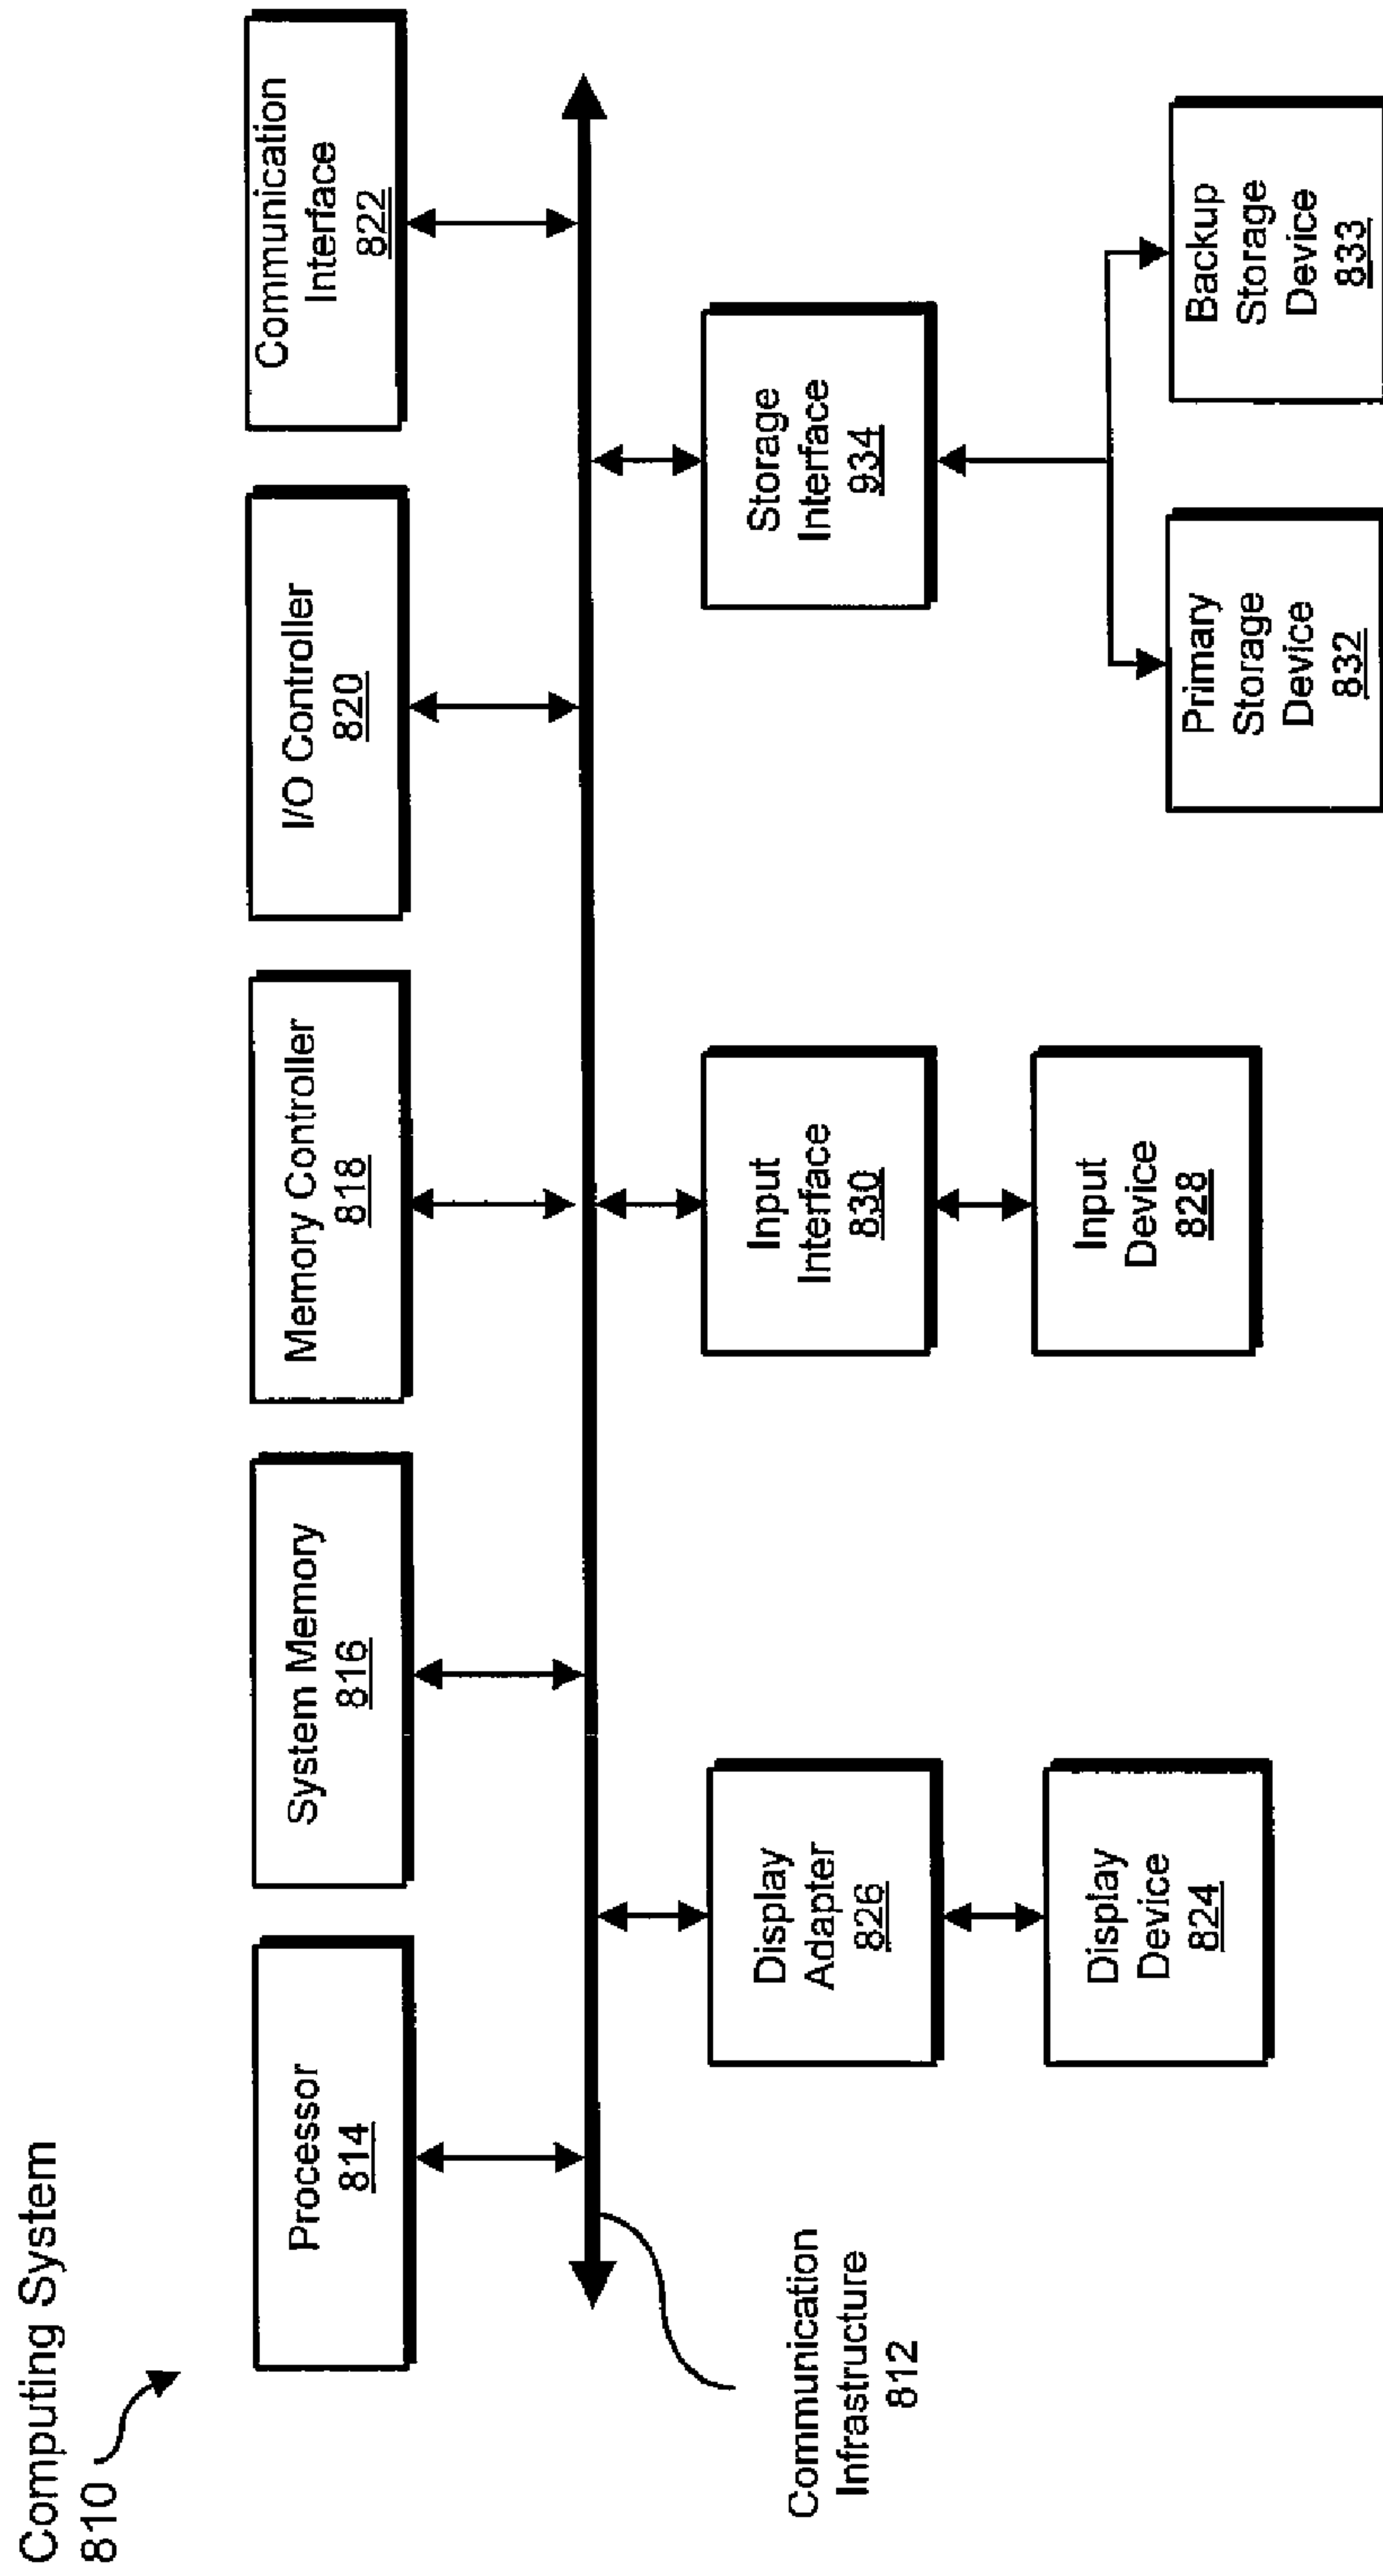 Computing System
810
Processor
814
System Memory
816
Memory Controller
818
I/O Controller
820
Communication
Interface
822
Communication
Infrastructure
812
Display
Adapter
826
Input
Interface
830
Storage
Interface
934
Display
Device
824
Input
Device
828
Primary
Storage
Device
832
Backup
Storage
Device
833